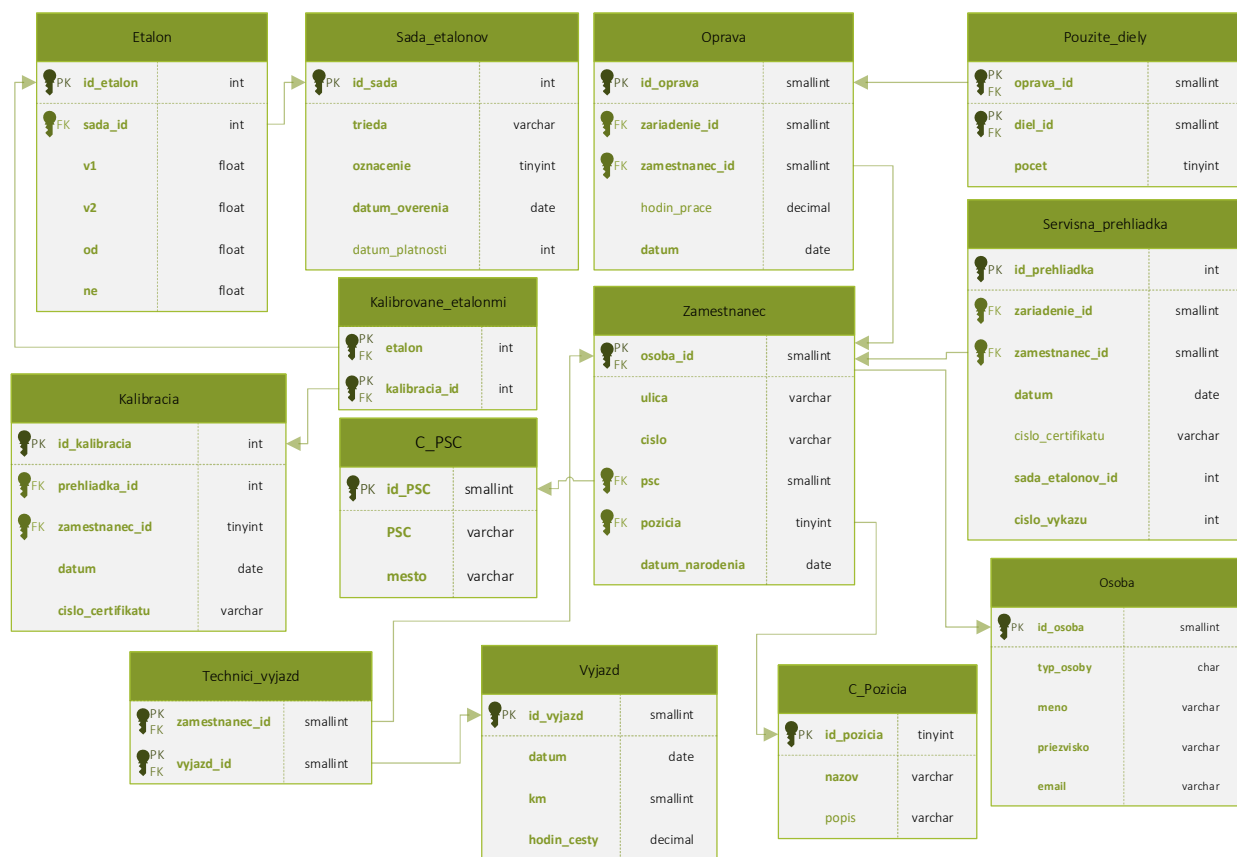 Etalon
PK id_etalon int
FK sada_id int
v1 float
v2 float
od float
ne float
Sada_etalonov
PK id_sada int
trieda varchar
oznacenie tinyint
datum_overenia date
datum_platnosti int
Oprava
PK id_oprava smallint
FK zariadenie_id smallint
FK zamestnanec_id smallint
hodin_prace decimal
datum date
Pouzite_diely
PK FK oprava_id smallint
PK FK diel_id smallint
pocet tinyint
Servisna_prehliadka
PK id_prehliadka int
FK zariadenie_id smallint
FK zamestnanec_id smallint
datum date
cislo_certifikatu varchar
sada_etalonov_id int
cislo_vykazu int
Kalibrovane_etalonmi
PK FK etalon int
PK FK kalibracia_id int
Zamestnanec
PK FK osoba_id smallint
ulica varchar
cislo varchar
FK psc smallint
FK pozicia tinyint
datum_narodenia date
Kalibracia
PK id_kalibracia int
FK prehliadka_id int
FK zamestnanec_id tinyint
datum date
cislo_certifikatu varchar
C_PSC
PK id_PSC smallint
PSC varchar
mesto varchar
Osoba
PK id_osoba smallint
typ_osoby char
meno varchar
priezvisko varchar
email varchar
Technici_vyjazd
PK FK zamestnanec_id smallint
PK FK vyjazd_id smallint
Vyjazd
PK id_vyjazd smallint
datum date
km smallint
hodin_cesty decimal
C_Pozicia
PK id_pozicia tinyint
nazov varchar
popis varchar